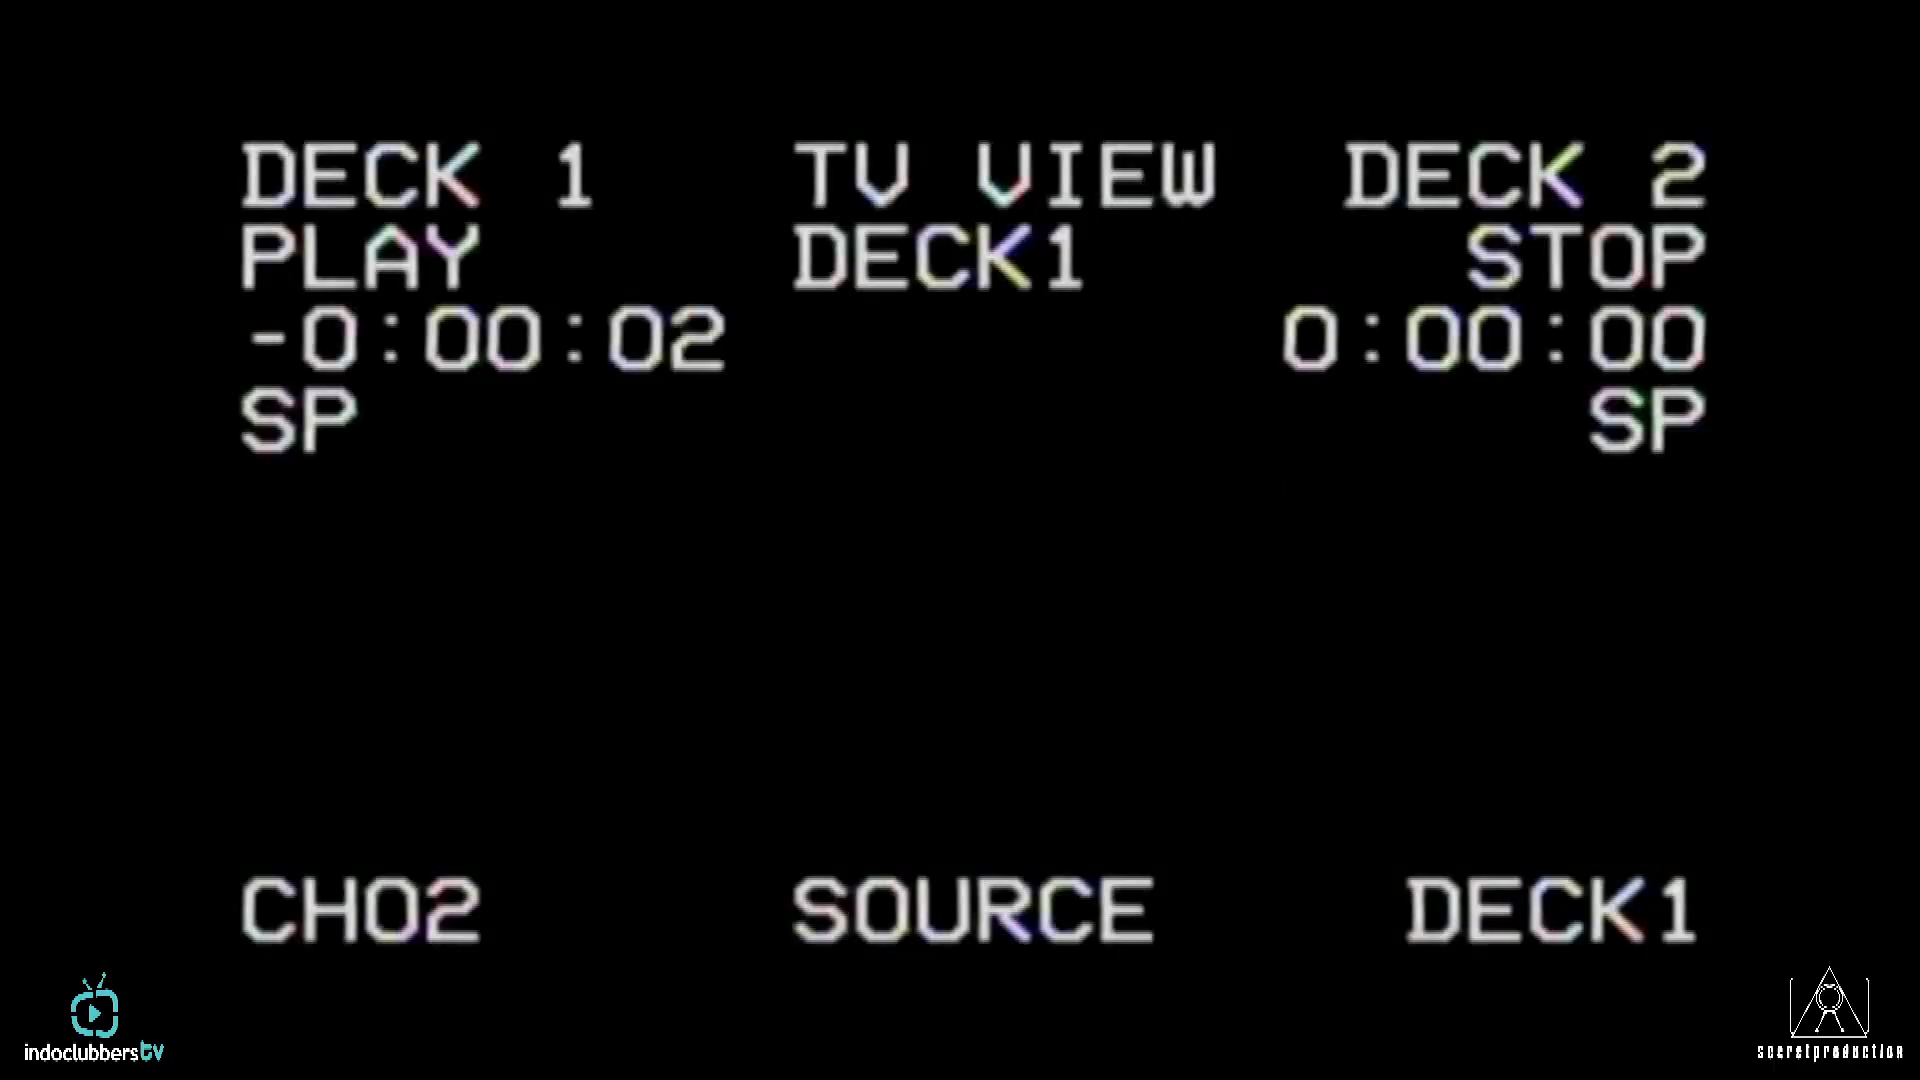 DECK 1 TV VIEW DECK 2
PLAY DECK1 STOP
-0:00:02 0:00:00
SP SP
CH02 SOURCE DECK1
indoclubberstv
secretproduction